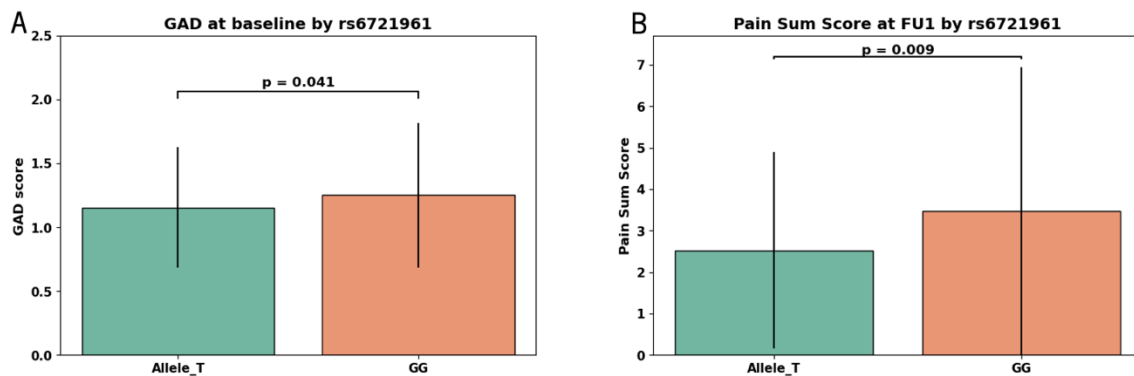 A
GAD at baseline by rs6721961
2.5
2.0
1.5
1.0
0.5
0.0
GAD score
p = 0.041
Allele_T
GG
B
Pain Sum Score at FU1 by rs6721961
7
6
5
4
3
2
1
0
Pain Sum Score
p = 0.009
Allele_T
GG